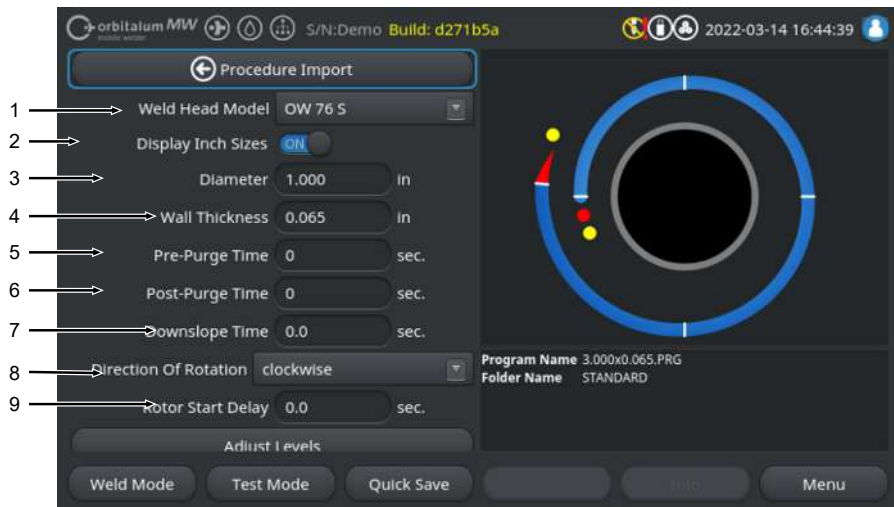 orbitalum MW S/N:Demo Build: d271b5a 2022-03-14 16:44:39
mobile welder
Procedure Import
1 Weld Head Model OW 76 S
2 Display Inch Sizes ON
3 Diameter 1.000 in
4 Wall Thickness 0.065 in
5 Pre-Purge Time 0 sec.
6 Post-Purge Time 0 sec.
7 Downslope Time 0.0 sec.
8 Direction Of Rotation clockwise
9 Rotor Start Delay 0.0 sec.
Adjust Levels
Program Name 3.000x0.065.PRG
Folder Name STANDARD
Weld Mode Test Mode Quick Save Info Menu